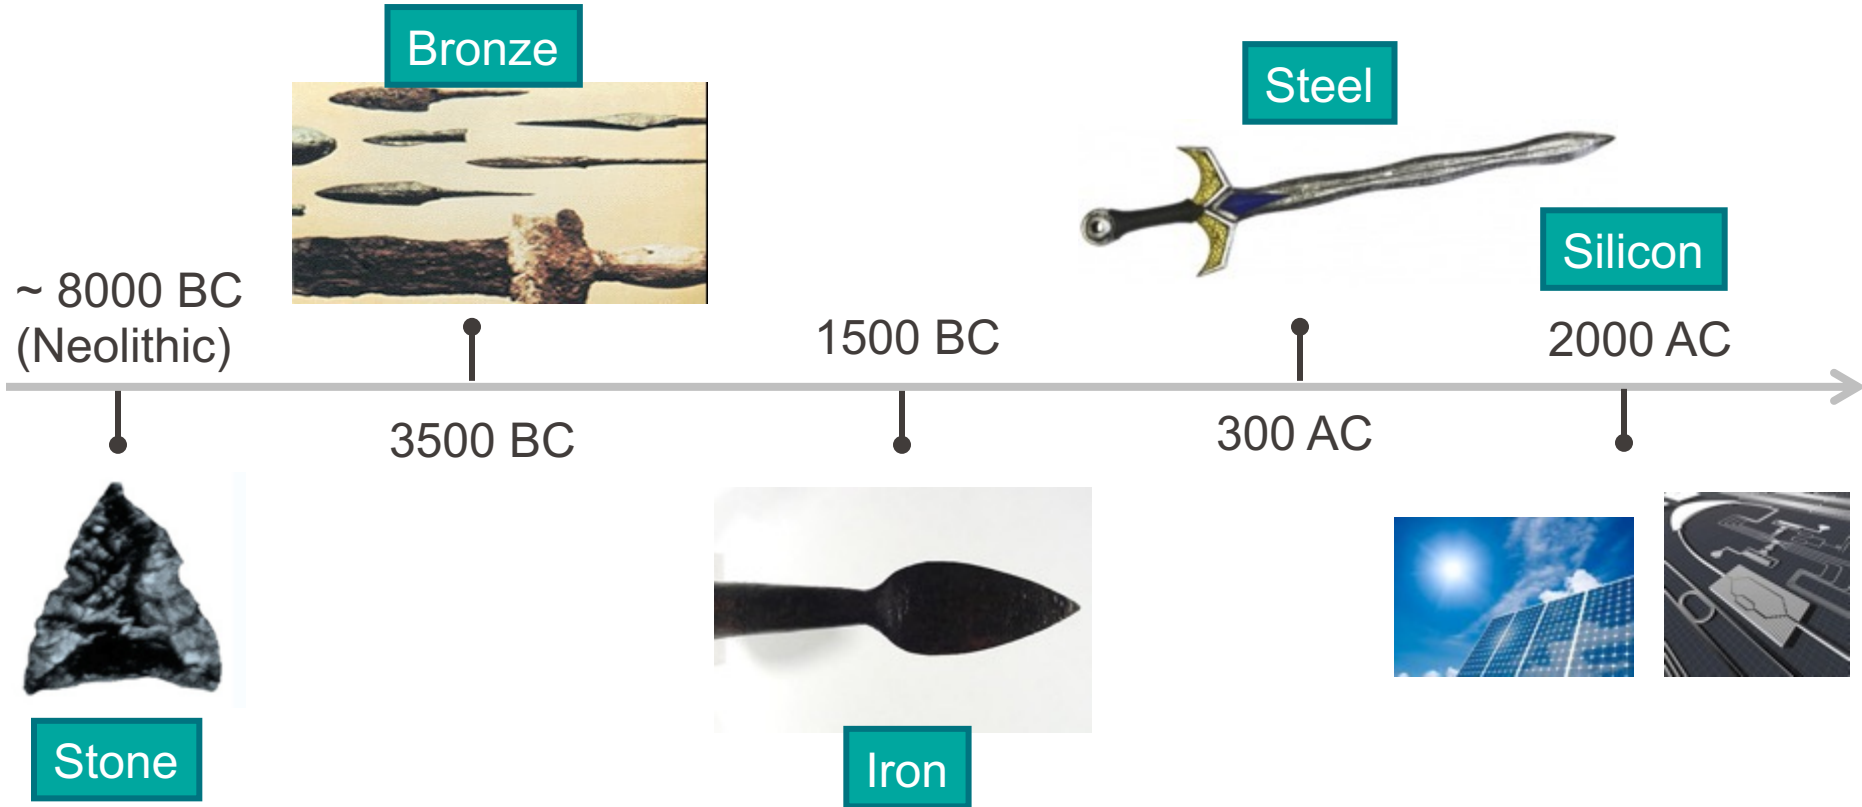 Bronze
Steel
Silicon
~ 8000 BC
(Neolithic)
1500 BC
2000 AC
3500 BC
300 AC
Stone
Iron